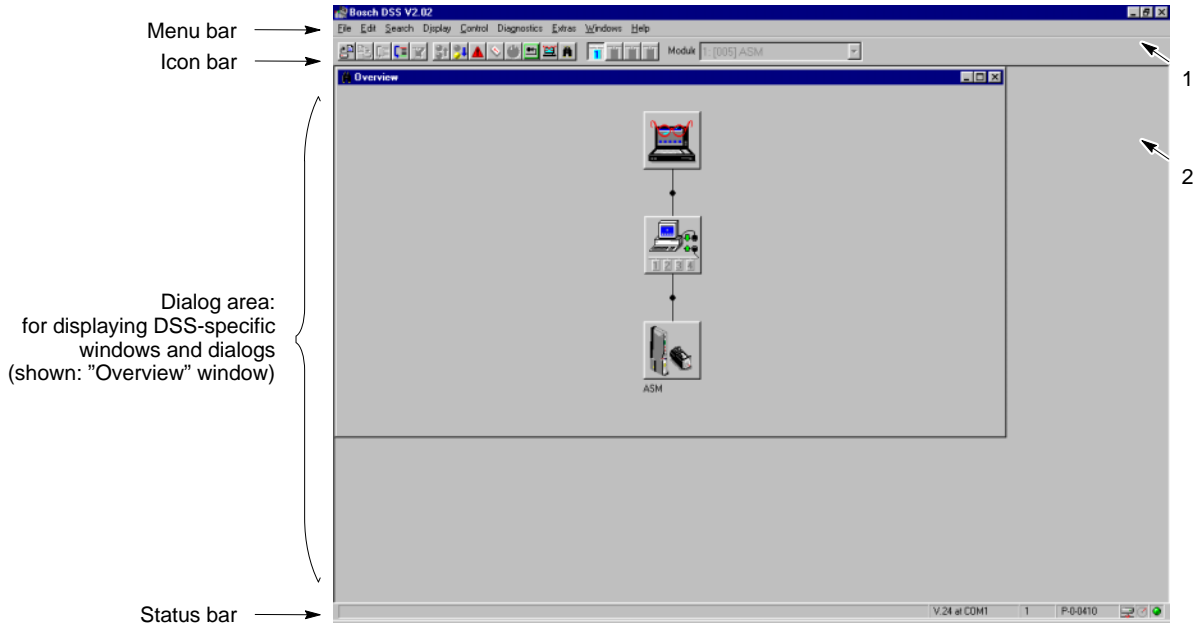 Bosch DSS V2.02
Menu bar
File Edit Search Display Control Diagnostics Extras Windows Help
Icon bar
Modul: 1: [005] ASM
1
Overview
2
1 2 3 4
Dialog area:
for displaying DSS-specific
windows and dialogs
(shown: ”Overview” window)
ASM
Status bar
V.24 at COM1 1 P-0-0410